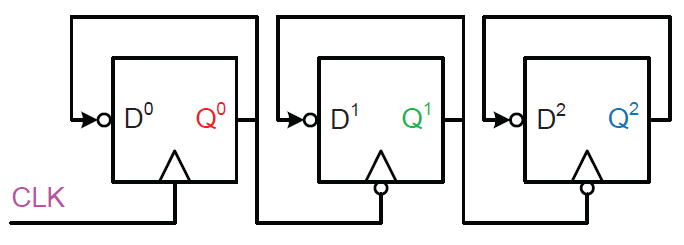 D⁰ Q⁰ D¹ Q¹ D² Q²
CLK